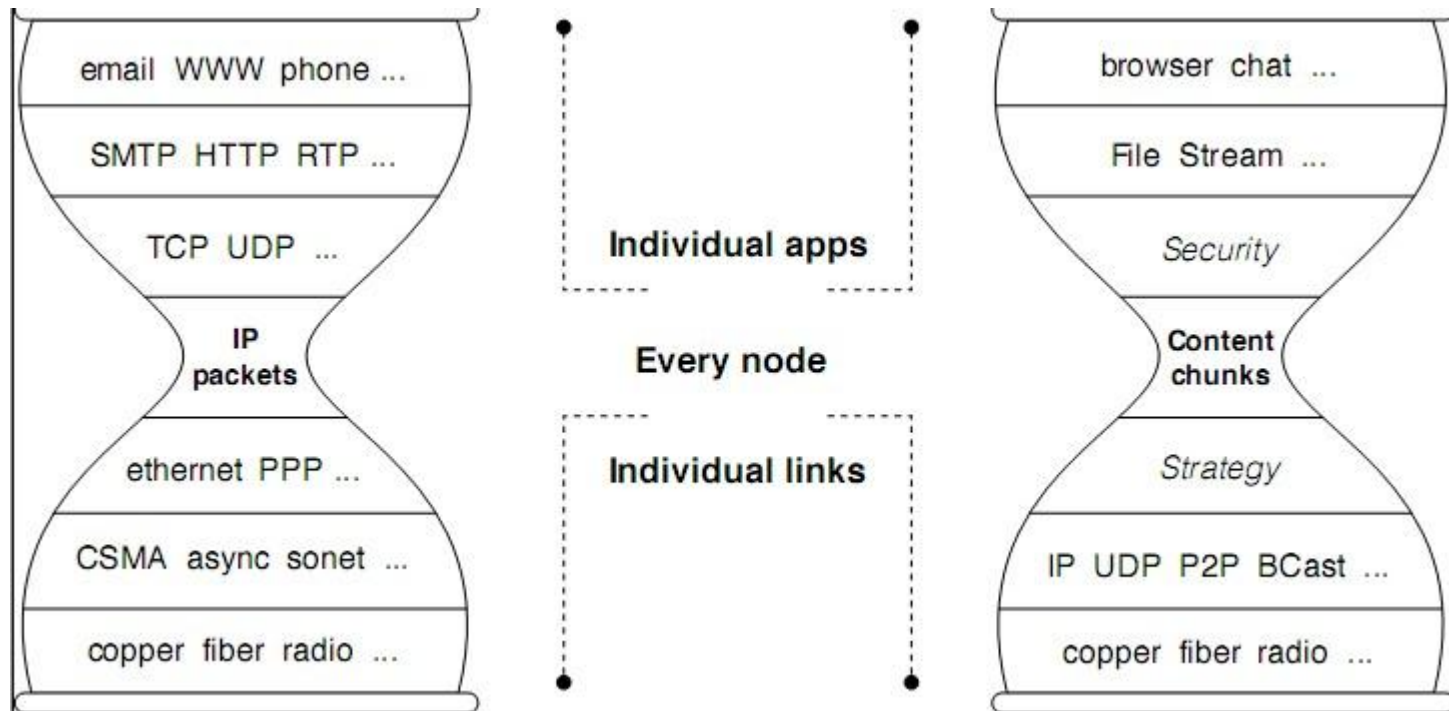 email WWW phone ...
SMTP HTTP RTP ...
TCP UDP ...
IP
packets
ethernet PPP ...
CSMA async sonet ...
copper fiber radio ...
Individual apps
Every node
Individual links
browser chat ...
File Stream ...
Security
Content
chunks
Strategy
IP UDP P2P BCast ...
copper fiber radio ...